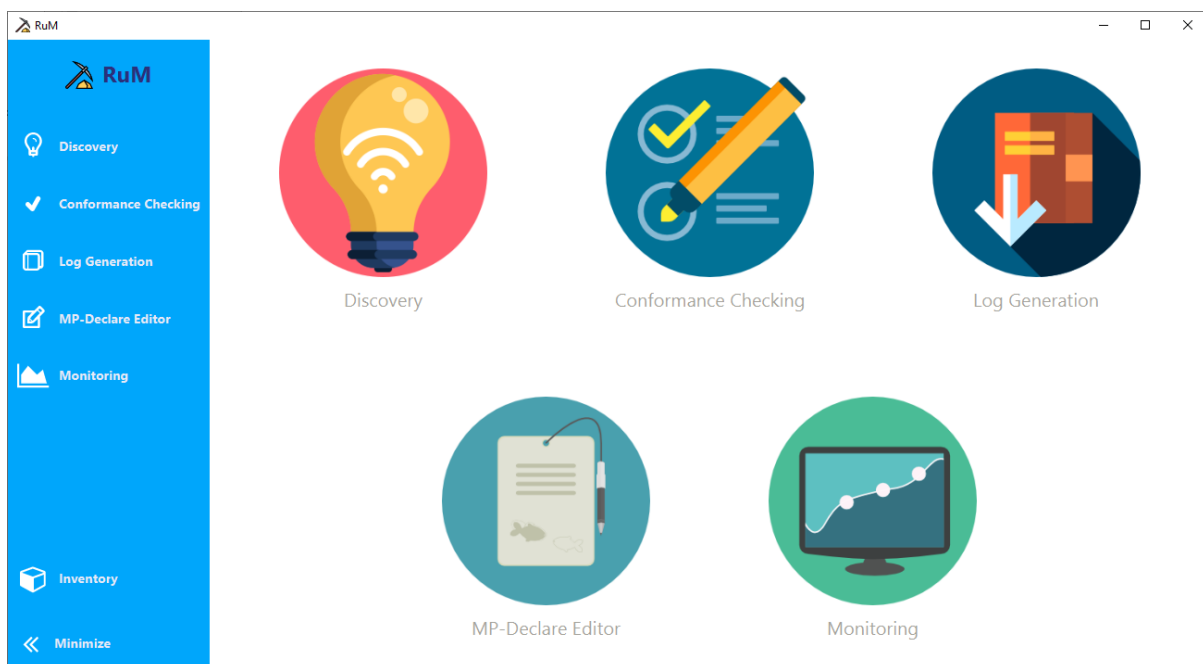 RuM
RuM
Discovery
Conformance Checking
Log Generation
MP-Declare Editor
Monitoring
Inventory
Minimize
Discovery
Conformance Checking
Log Generation
MP-Declare Editor
Monitoring